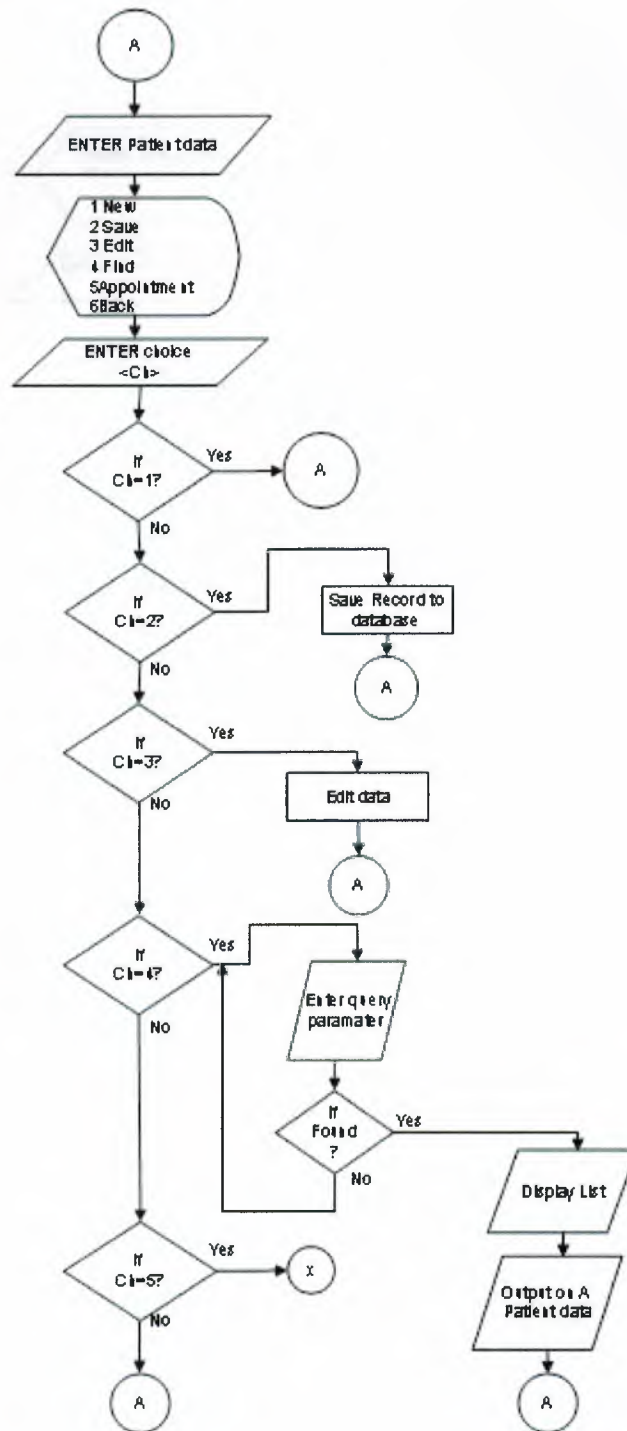 A
ENTER Patient data
1 New
2 Save
3 Edit
4 Find
5Appointment
6Back
ENTER choice
<Ch>
If
Ch=1?
Yes
A
No
If
Ch=2?
Yes
Save Record to
database
A
No
If
Ch=3?
Yes
Edit data
A
No
If
Ch=4?
Yes
Enter query
paramater
No
If
Found
?
Yes
No
Display List
Output on A
Patient data
A
If
Ch=5?
Yes
X
No
A